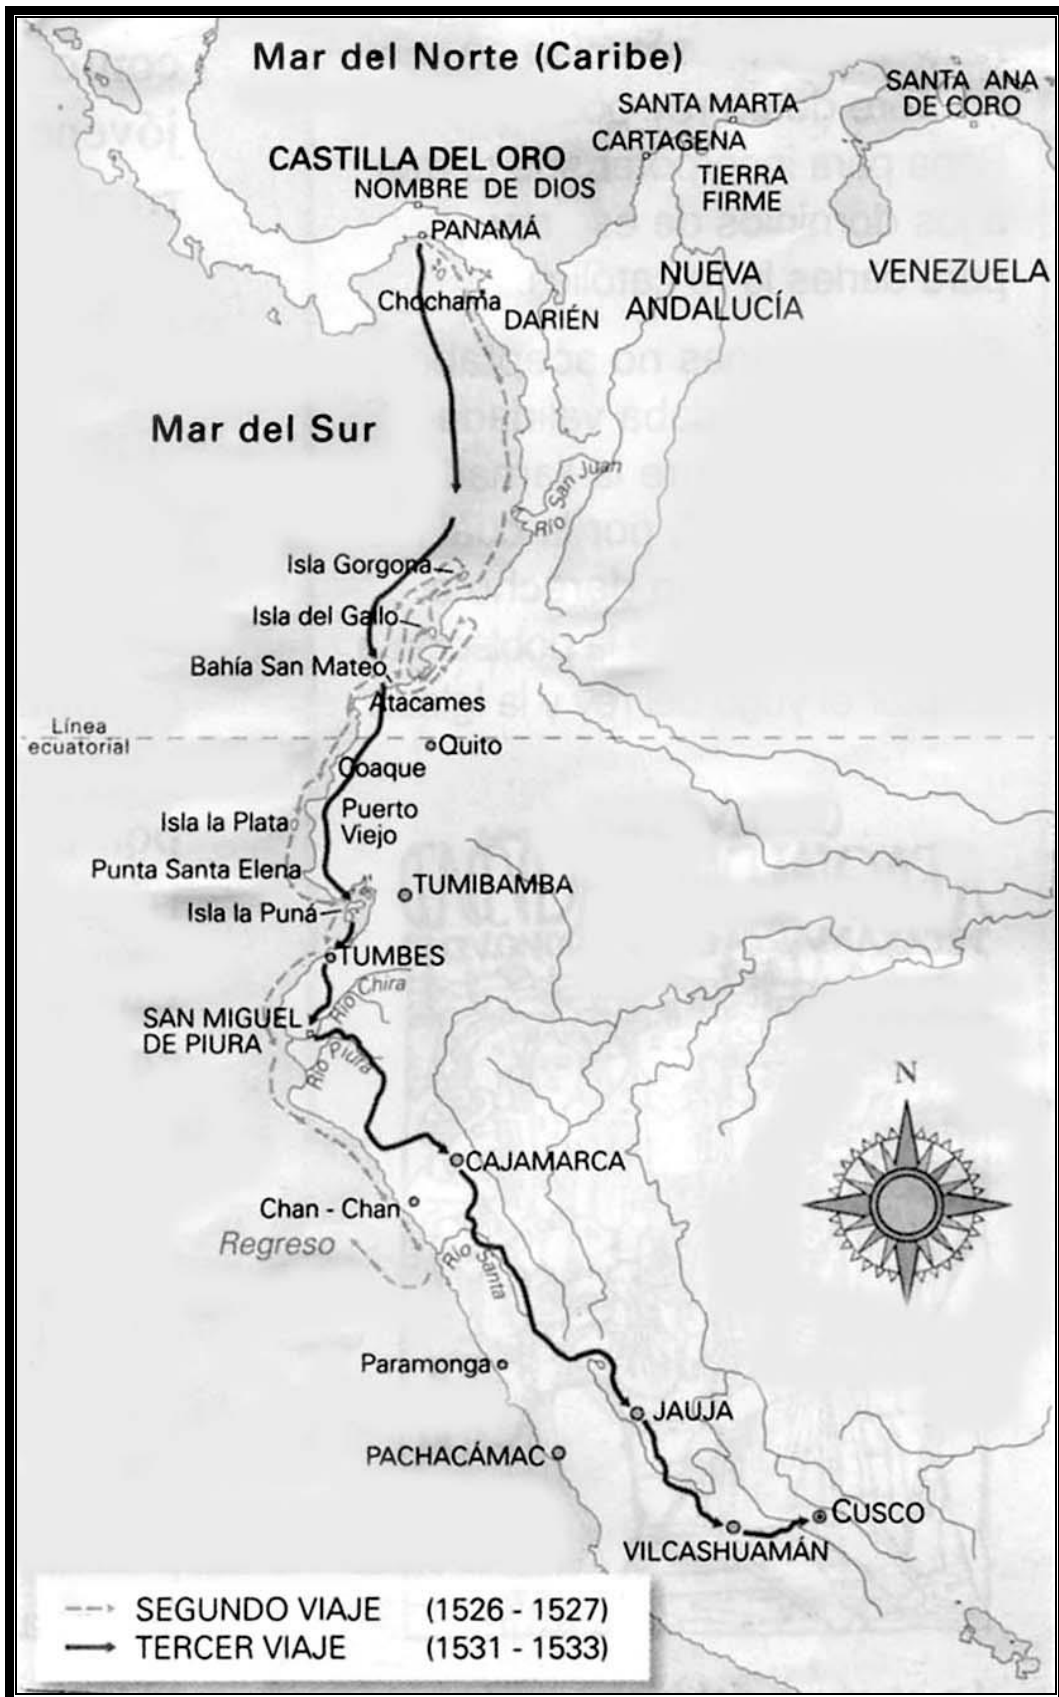 Mar del Norte (Caribe)
SANTA ANA
DE CORO
SANTA MARTA
CARTAGENA
TIERRA
FIRME
CASTILLA DEL ORO
NOMBRE DE DIOS
PANAMÁ
NUEVA
ANDALUCÍA
VENEZUELA
Chochama
DARIÉN
Mar del Sur
Río San Juan
Isla Gorgona
Isla del Gallo
Bahía San Mateo
Atacames
Línea
ecuatorial
Quito
Coaque
Puerto
Viejo
Isla la Plata
Punta Santa Elena
TUMIBAMBA
Isla la Puná
TUMBES
Río Chira
SAN MIGUEL
DE PIURA
Río Piura
N
CAJAMARCA
Chan - Chan
Regreso
Río Santa
Paramonga
JAUJA
PACHACÁMAC
CUSCO
VILCASHUAMÁN
SEGUNDO VIAJE (1526 - 1527)
TERCER VIAJE (1531 - 1533)